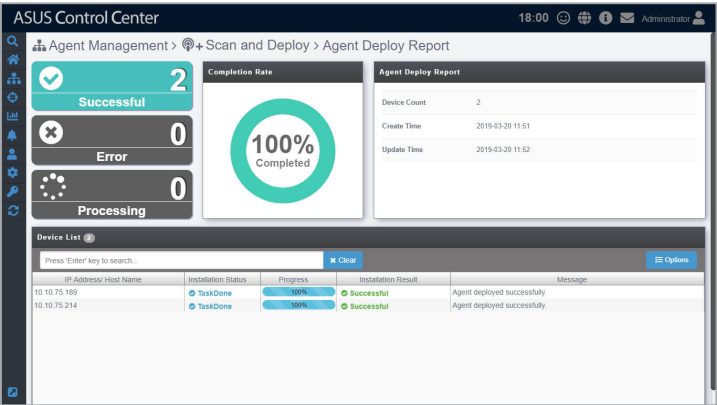 ASUS Control Center
18:00 Administrator
Agent Management > Scan and Deploy > Agent Deploy Report
2
Successful
0
Error
0
Processing
Completion Rate
100%
Completed
Agent Deploy Report
Device Count 2
Create Time 2019-03-20 11:51
Update Time 2019-03-20 11:52
Device List 2
Press 'Enter' key to search... Clear Options
IP Address/ Host Name Installation Status Progress Installation Result Message
10.10.75.189 TaskDone 100% Successful Agent deployed successfully.
10.10.75.214 TaskDone 100% Successful Agent deployed successfully.